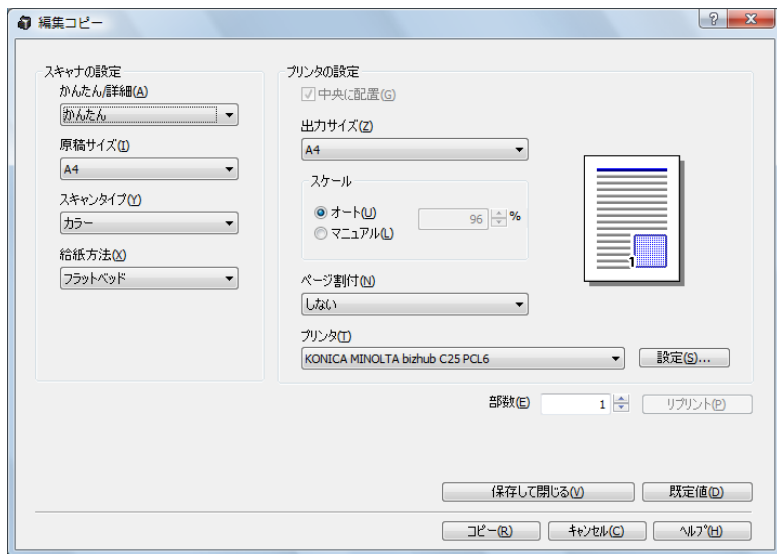 編集コピー
スキャナの設定
かんたん/詳細(A)
かんたん
原稿サイズ(I)
A4
スキャンタイプ(Y)
カラー
給紙方法(X)
フラットベッド
プリンタの設定
中央に配置(G)
出力サイズ(Z)
A4
スケール
オート(U)
96 %
マニュアル(L)
1
ページ割付(N)
しない
プリンタ(T)
KONICA MINOLTA bizhub C25 PCL6
設定(S)...
部数(E)
1
リプリント(P)
保存して閉じる(V)
既定値(D)
コピー(R)
キャンセル(C)
ヘルプ(H)